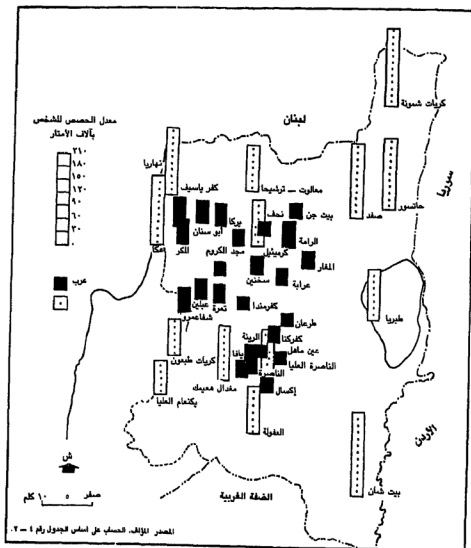 كريات شمونة
لبنان
معدل الحصص للشخص
بآلاف الأمتار
٢١٠
١٨٠
١٥٠
١٢٠
٩٠
٦٠
٣٠
٠
نهاريا
كفر ياسيف
معالوت – ترشيحا
سوريا
صفد
حاتسور
بيت جن
نحف
يركا
أبو سنان
عكا
المكر
مجد الكروم
كرميئيل
الرامة
المغار
سخنين
عرابة
عرب
طبريا
عبلين
تمرة
كفرمندا
شفاعمرو
طرعان
كفركنا
الرينة
يافا
عين ماهل
الناصرة العليا
الناصرة
كريات طبعون
مغدال هعيمك
إكسال
يكنعام العليا
العفولة
الأردن
بيت شان
ش
صفر ٥ ١٠ كلم
الضفة الغربية
المصدر المؤلف. الحساب على أساس الجدول رقم ٤ – ٢.